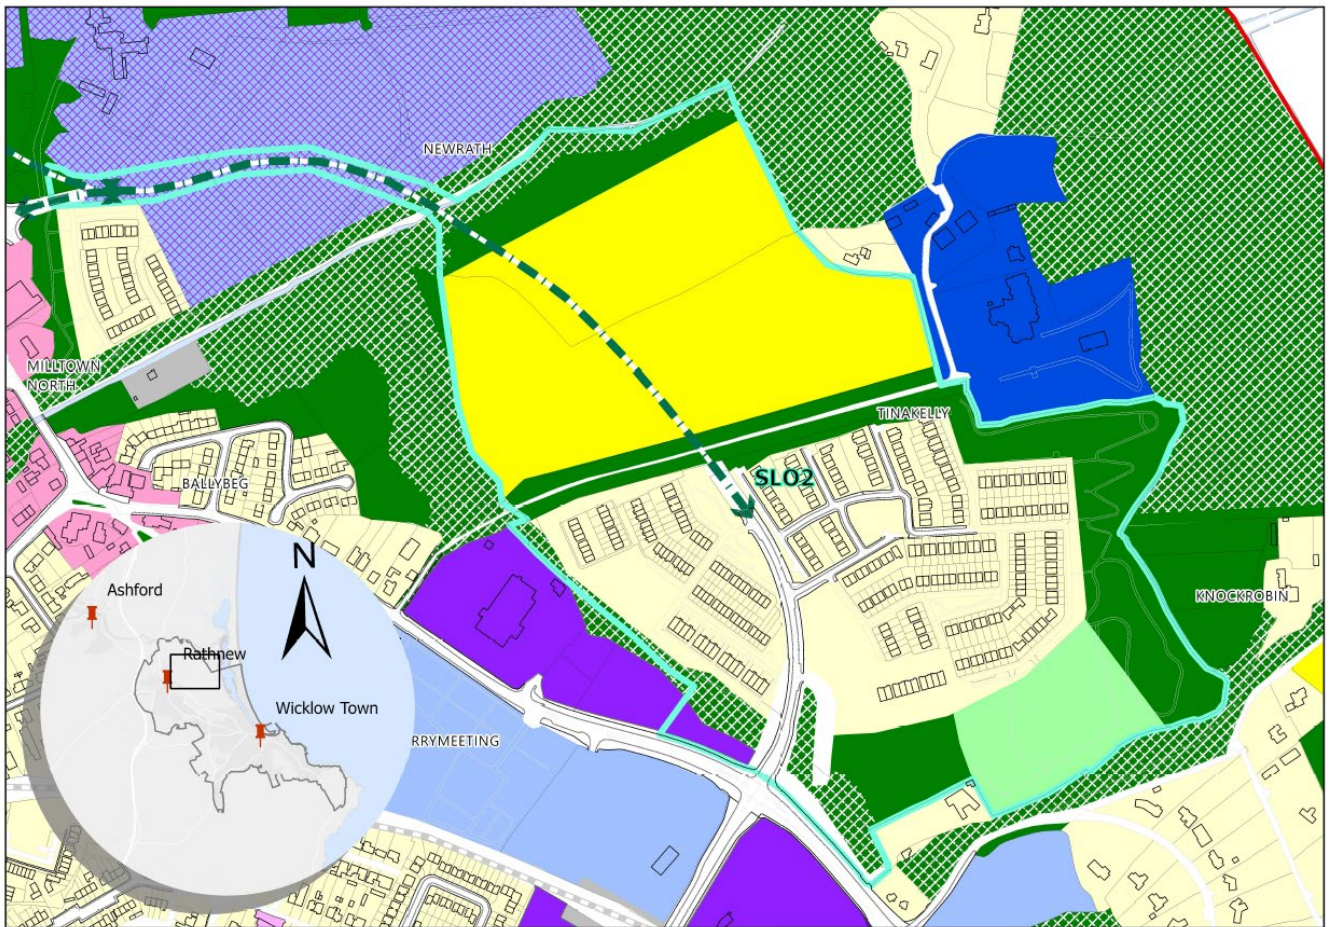 NEWRATH
MILLTOWN
NORTH
TINAKELLY
SLO2
BALLYBEG
KNOCKROBIN
N
Ashford
Rathnew
Wicklow Town
RRYMEETING